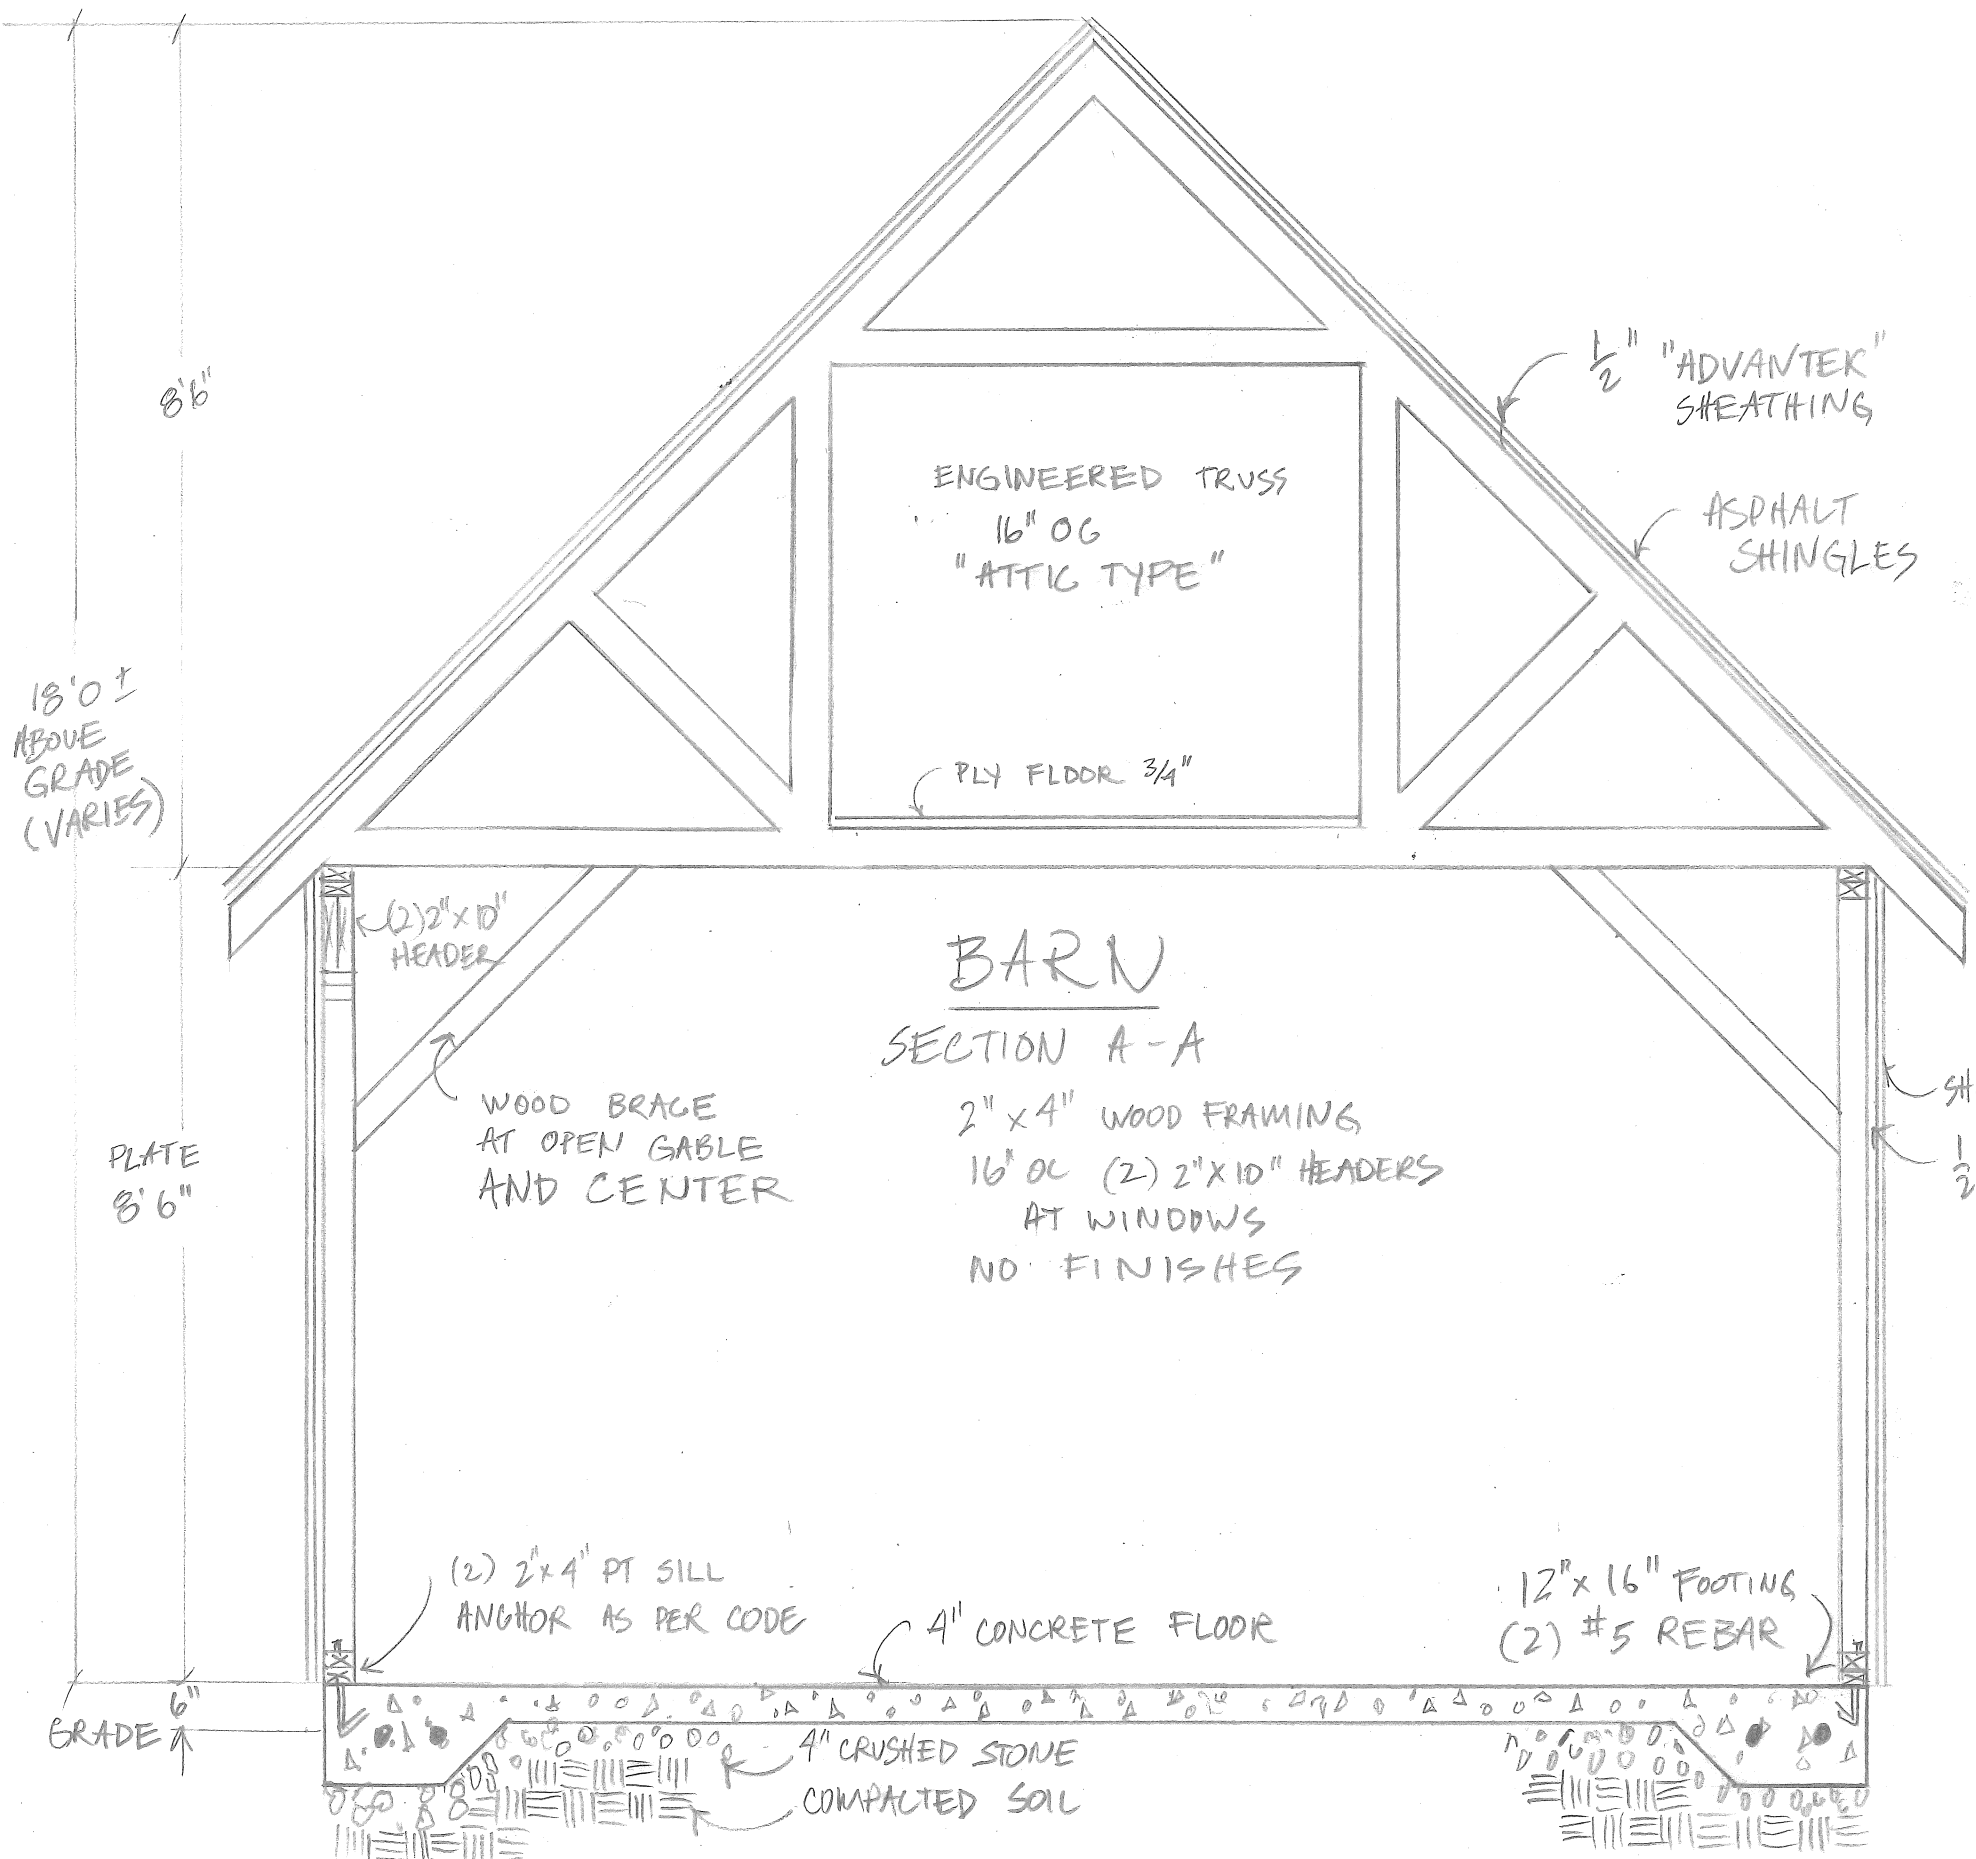 8'6"
1/2" "ADVANTEK"
SHEATHING
ASPHALT
SHINGLES
ENGINEERED TRUSS
16" OC
"ATTIC TYPE"
18'0 ±
ABOVE
GRADE
(VARIES)
PLY FLOOR 3/4"
(2) 2"x10"
HEADER
BARN
SECTION A-A
2" x 4" WOOD FRAMING
16" OC (2) 2"x10" HEADERS
AT WINDOWS
NO FINISHES
WOOD BRACE
AT OPEN GABLE
AND CENTER
SH
1/2
PLATE
8'6"
(2) 2"x4" PT SILL
ANCHOR AS PER CODE
4" CONCRETE FLOOR
12" x 16" FOOTING
(2) #5 REBAR
6"
GRADE
4" CRUSHED STONE
COMPACTED SOIL